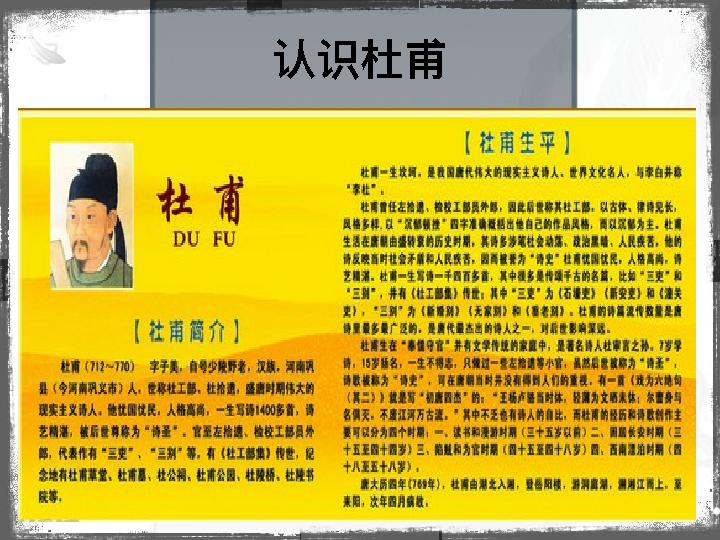 认识杜甫
杜 甫
DU FU
【 杜 甫 简 介 】
杜甫（712～770） 字子美，自号少陵野老，汉族，河南巩
县（今河南巩义市）人，世称杜工部、杜拾遗，盛唐时期伟大的
现实主义诗人。他忧国忧民，人格高尚，一生写诗1400多首，诗
艺精湛，被后世尊称为“诗圣”。官至左拾遗、检校工部员外
郎，代表作有“三吏”、“三别”等。有《杜工部集》传世，纪
念地有杜甫草堂、杜甫墓、杜公祠、杜甫公园、杜陵桥、杜陵书
院等。
【 杜 甫 生 平 】
杜甫一生坎坷，是我国唐代伟大的现实主义诗人、世界文化名人，与李白并称
“李杜”。
杜甫曾任左拾遗、检校工部员外郎，因此后世称其杜工部。以古体、律诗见长，
风格多样，以“沉郁顿挫”四字准确概括出他自己的作品风格，而以沉郁为主。杜甫
生活在唐朝由盛转衰的历史时期，其诗多涉笔社会动荡、政治黑暗、人民疾苦，他的
诗反映当时社会矛盾和人民疾苦，因而被誉为“诗史”杜甫忧国忧民，人格高尚，诗
艺精湛。杜甫一生写诗一千四百多首，其中很多是传颂千古的名篇，比如“三吏”和
“三别”，并有《杜工部集》传世；其中“三吏”为《石壕吏》《新安吏》和《潼关
吏》，“三别”为《新婚别》《无家别》和《垂老别》。杜甫的诗篇流传数量是唐
诗里最多最广泛的，是唐代最杰出的诗人之一，对后世影响深远。
杜甫生在“奉儒守官”并有文学传统的家庭中，是著名诗人杜审言之孙。7岁学
诗，15岁扬名，一生不得志，只做过一些左拾遗等小官，虽然后世被称为“诗圣”，
诗歌被称为“诗史”，可在唐朝当时并没有得到人们的重视。有一首《戏为六绝句
（其二）》就是写“初唐四杰”的：“王杨卢骆当时体，轻薄为文哂未休；尔曹身与
名俱灭，不废江河万古流。”其中不乏也有诗人的自比，而杜甫的经历和诗歌创作主
要可以分为四个时期：一、读书和漫游时期（三十五岁以前）二、困居长安时期（三
十五至四十四岁）三、陷贼和为官时期（四十五至四十八岁）四、西南漂泊时期（四
十八至五十八岁）。
唐大历四年(769年)，杜甫由湖北入湘，登岳阳楼，游洞庭湖，溯湘江而上，至
耒阳，次年四月病故。